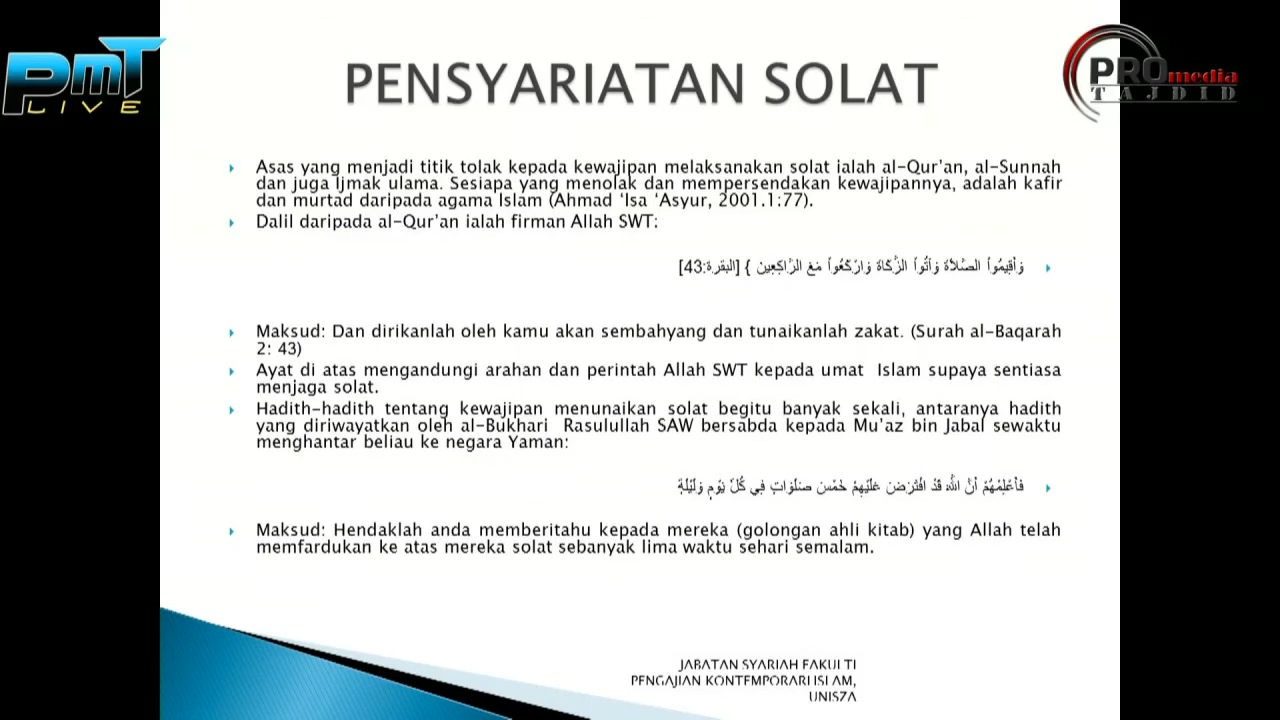 PMT
LIVE
PROmedia
TAJDID
PENSYARIATAN SOLAT
Asas yang menjadi titik tolak kepada kewajipan melaksanakan solat ialah al-Qur’an, al-Sunnah
dan juga Ijmak ulama. Sesiapa yang menolak dan mempersendakan kewajipannya, adalah kafir
dan murtad daripada agama Islam (Ahmad ‘Isa ‘Asyur, 2001.1:77).
Dalil daripada al-Qur’an ialah firman Allah SWT:
وَأَقِيمُواْ الصَّلاَةَ وَآتُواْ الزَّكَاةَ وَارْكَعُواْ مَعَ الرَّاكِعِينَ } [البقرة:43]
Maksud: Dan dirikanlah oleh kamu akan sembahyang dan tunaikanlah zakat. (Surah al-Baqarah
2: 43)
Ayat di atas mengandungi arahan dan perintah Allah SWT kepada umat Islam supaya sentiasa
menjaga solat.
Hadith-hadith tentang kewajipan menunaikan solat begitu banyak sekali, antaranya hadith
yang diriwayatkan oleh al-Bukhari Rasulullah SAW bersabda kepada Mu’az bin Jabal sewaktu
menghantar beliau ke negara Yaman:
فَأَعْلِمْهُمْ أَنَّ اللَّهَ قَدْ افْتَرَضَ عَلَيْهِمْ خَمْسَ صَلَوَاتٍ فِي كُلِّ يَوْمٍ وَلَيْلَةٍ
Maksud: Hendaklah anda memberitahu kepada mereka (golongan ahli kitab) yang Allah telah
memfardukan ke atas mereka solat sebanyak lima waktu sehari semalam.
JABATAN SYARIAH FAKULTI
PENGAJIAN KONTEMPORARI ISLAM,
UNISZA